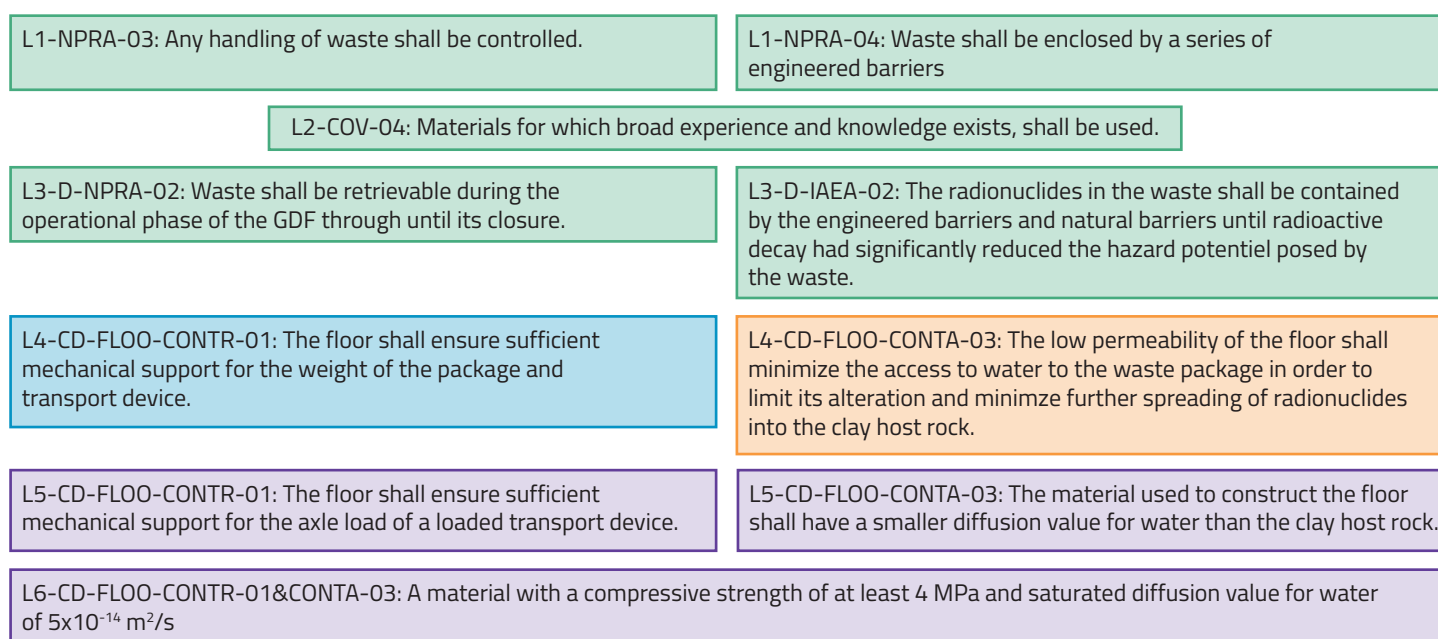 L1-NPRA-03: Any handling of waste shall be controlled.
L1-NPRA-04: Waste shall be enclosed by a series of
engineered barriers
L2-COV-04: Materials for which broad experience and knowledge exists, shall be used.
L3-D-NPRA-02: Waste shall be retrievable during the
operational phase of the GDF through until its closure.
L3-D-IAEA-02: The radionuclides in the waste shall be contained
by the engineered barriers and natural barriers until radioactive
decay had significantly reduced the hazard potentiel posed by
the waste.
L4-CD-FLOO-CONTR-01: The floor shall ensure sufficient
mechanical support for the weight of the package and
transport device.
L4-CD-FLOO-CONTA-03: The low permeability of the floor shall
minimize the access to water to the waste package in order to
limit its alteration and minimze further spreading of radionuclides
into the clay host rock.
L5-CD-FLOO-CONTR-01: The floor shall ensure sufficient
mechanical support for the axle load of a loaded transport device.
L5-CD-FLOO-CONTA-03: The material used to construct the floor
shall have a smaller diffusion value for water than the clay host rock.
L6-CD-FLOO-CONTR-01&CONTA-03: A material with a compressive strength of at least 4 MPa and saturated diffusion value for water
of 5x10⁻¹⁴ m²/s